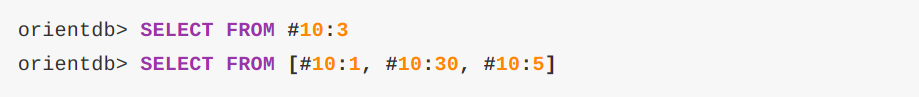 orientdb> SELECT FROM #10:3
orientdb> SELECT FROM [#10:1, #10:30, #10:5]